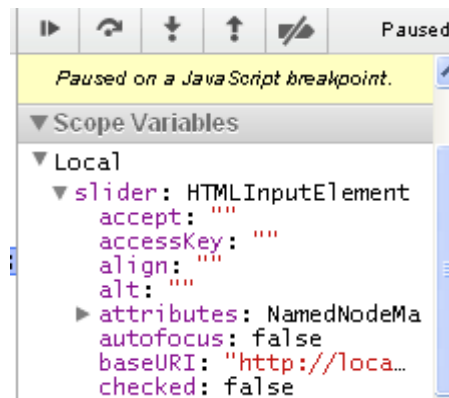 Paused
Paused on a JavaScript breakpoint.
Scope Variables
Local
slider: HTMLInputElement
accept: ""
accessKey: ""
align: ""
alt: ""
attributes: NamedNodeMa
autofocus: false
baseURI: "http://loca…
checked: false